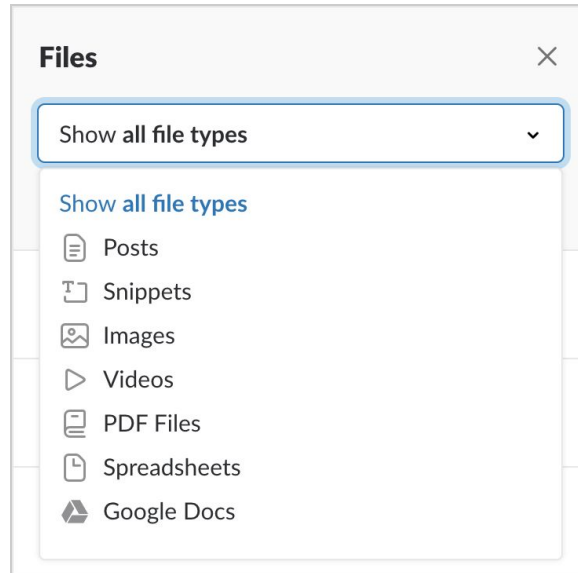 Files
Show all file types
Show all file types
Posts
Snippets
Images
Videos
PDF Files
Spreadsheets
Google Docs